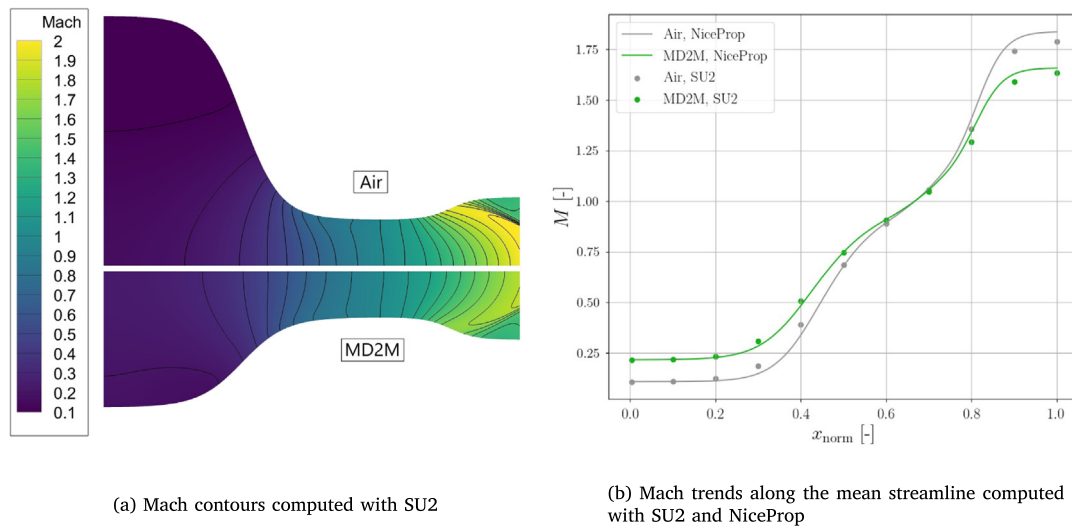 Mach
2
1.9
1.8
1.7
1.6
1.5
1.4
1.3
1.2
1.1
1
0.9
0.8
0.7
0.6
0.5
0.4
0.3
0.2
0.1
Air
MD2M
(a) Mach contours computed with SU2
Air, NiceProp
MD2M, NiceProp
Air, SU2
MD2M, SU2
1.75
1.50
1.25
1.00
0.75
0.50
0.25
M [-]
0.0 0.2 0.4 0.6 0.8 1.0
xnorm [-]
(b) Mach trends along the mean streamline computed
with SU2 and NiceProp